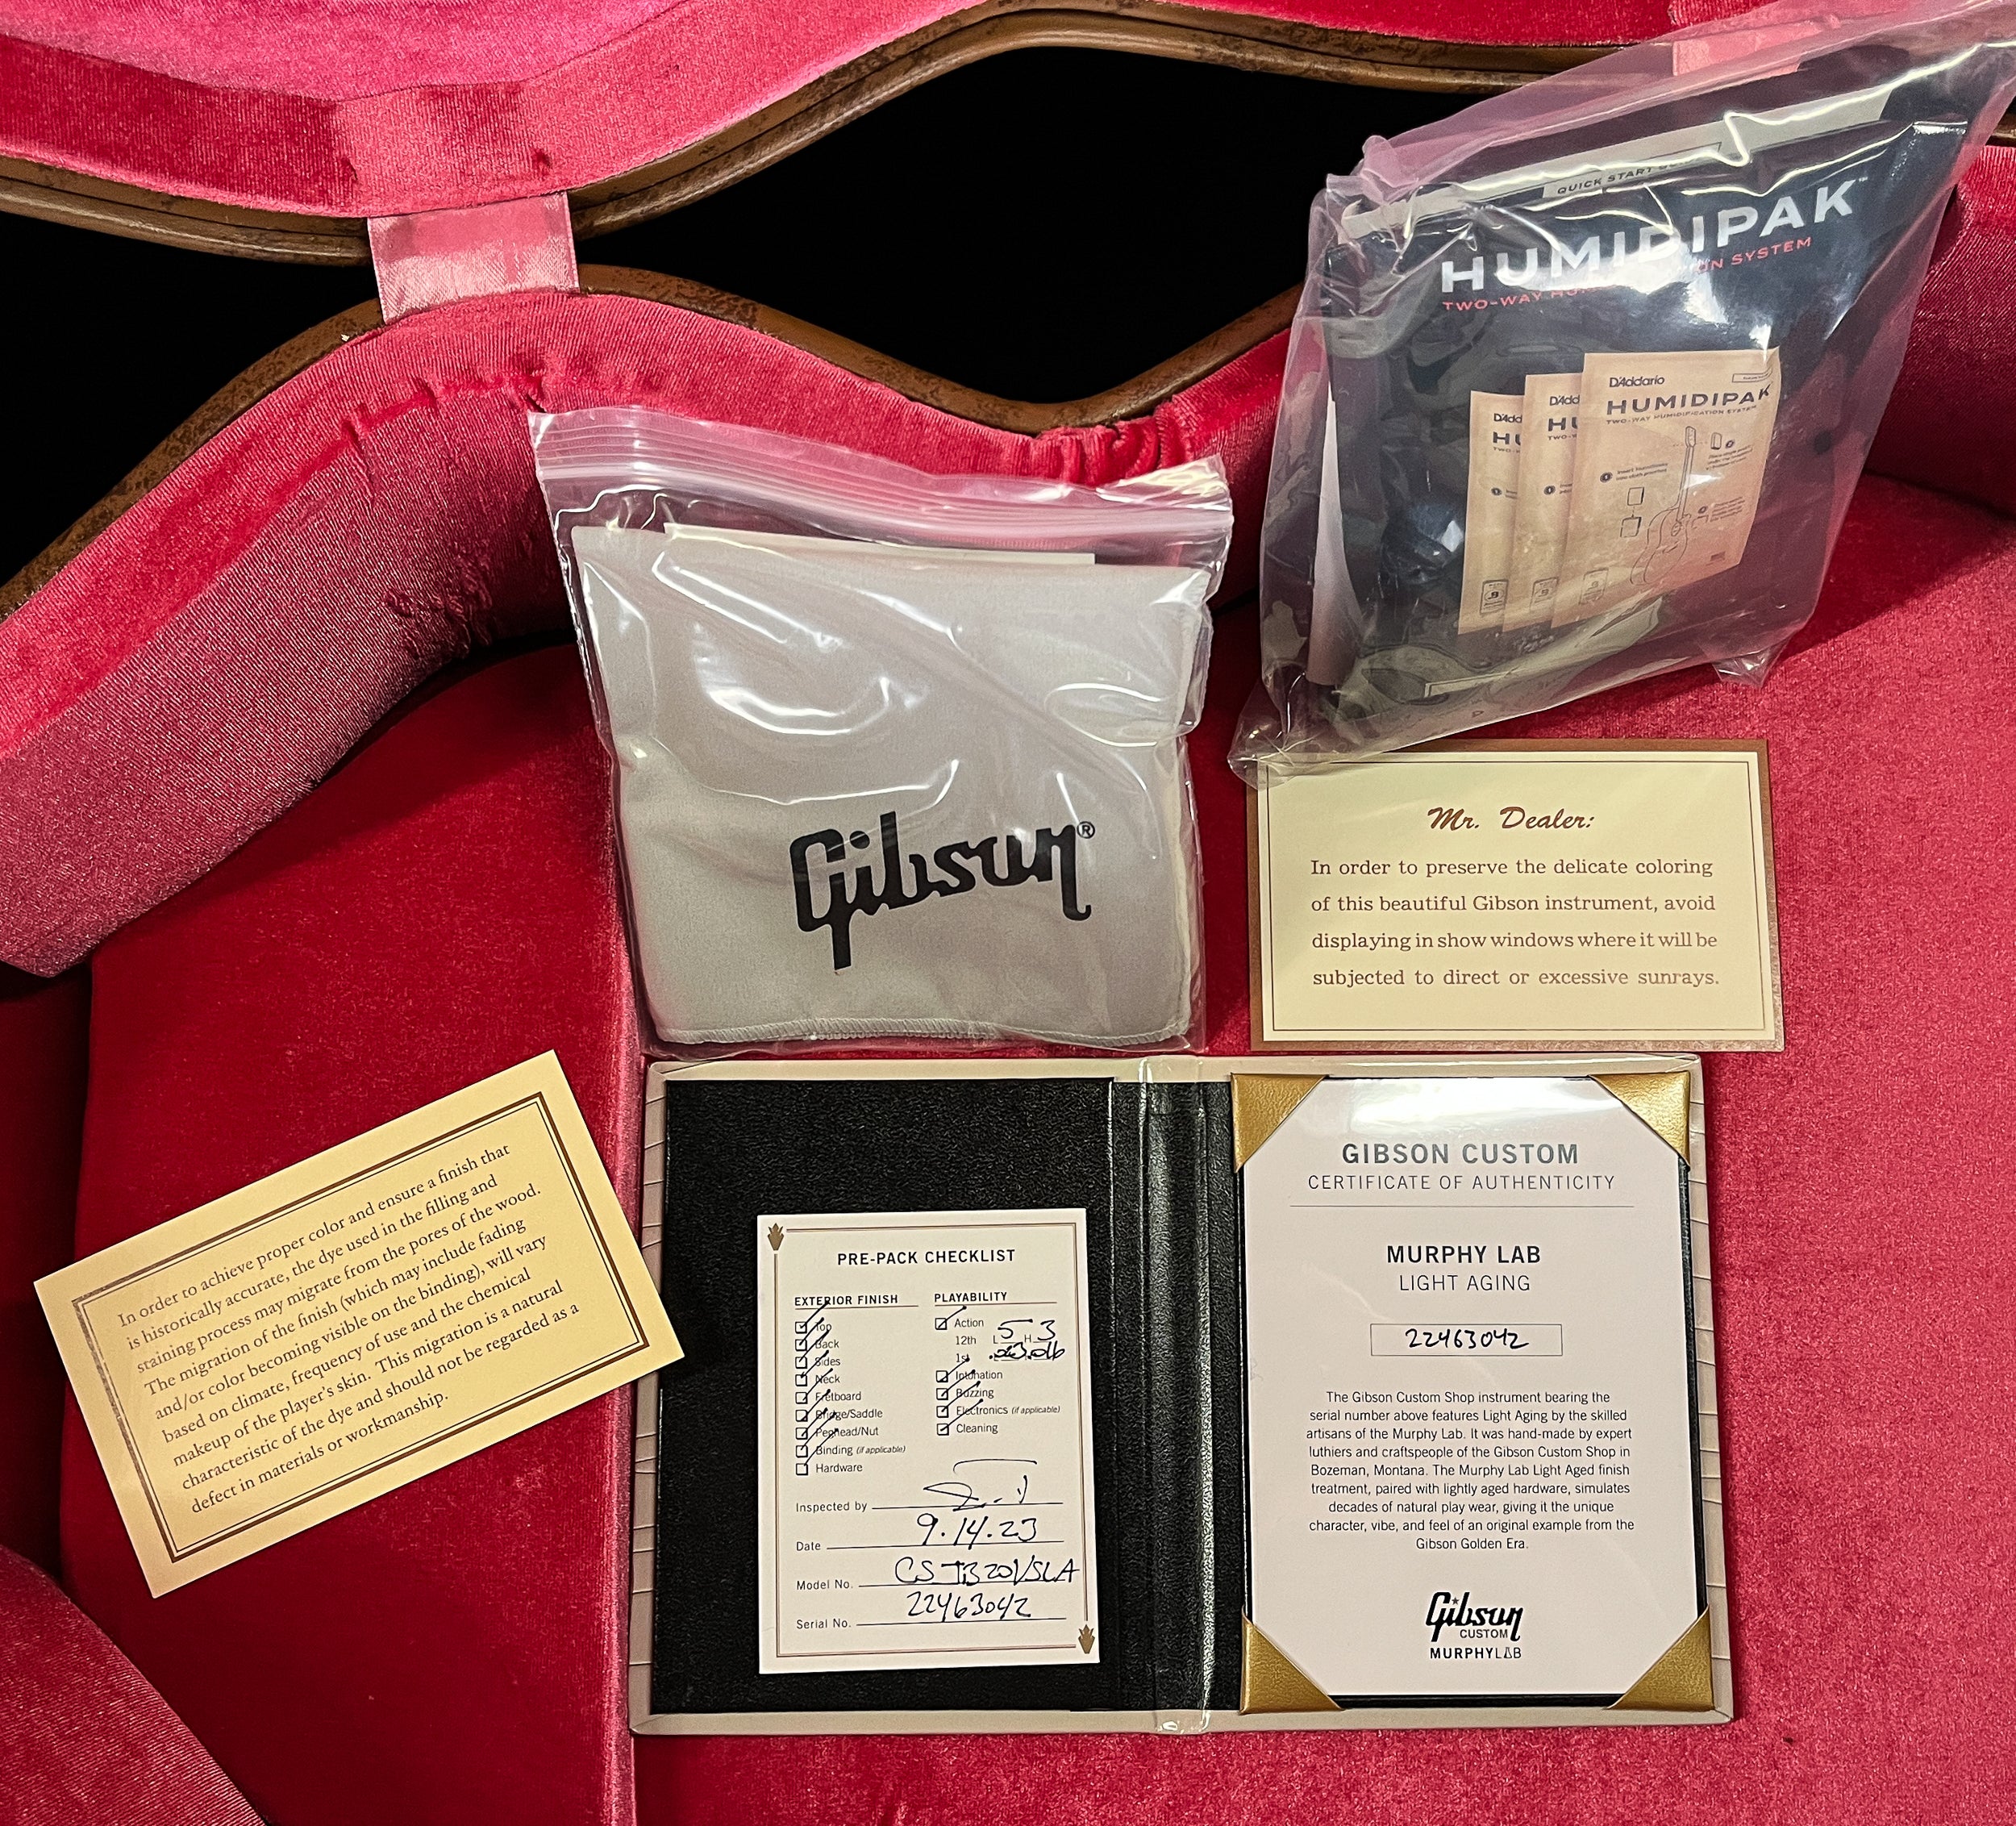 QUICK START
HUMIDIPAK™
TWO-WAY SYSTEM
D'Addario
HUMIDIPAK
TWO-WAY HUMIDIFICATION SYSTEM
D'Add
HU
TWO-W
D'Add
HU
TWO-
Gibson®
Mr. Dealer:
In order to preserve the delicate coloring
of this beautiful Gibson instrument, avoid
displaying in show windows where it will be
subjected to direct or excessive sunrays.
In order to achieve proper color and ensure a finish that
is historically accurate, the dye used in the filling and
staining process may migrate from the pores of the wood.
The migration of the finish (which may include fading
and/or color becoming visible on the binding), will vary
based on climate, frequency of use and the chemical
makeup of the player's skin. This migration is a natural
characteristic of the dye and should not be regarded as a
defect in materials or workmanship.
PRE-PACK CHECKLIST
EXTERIOR FINISH
Top
Back
Sides
Neck
Fretboard
Bridge/Saddle
Peghead/Nut
Binding (if applicable)
Hardware
PLAYABILITY
Action
12th L 5 H 3
1st
Intonation
Buzzing
Electronics (if applicable)
Cleaning
Inspected by
Date 9.14.23
Model No.
Serial No. 22463042
GIBSON CUSTOM
CERTIFICATE OF AUTHENTICITY
MURPHY LAB
LIGHT AGING
22463042
The Gibson Custom Shop instrument bearing the
serial number above features Light Aging by the skilled
artisans of the Murphy Lab. It was hand-made by expert
luthiers and craftspeople of the Gibson Custom Shop in
Bozeman, Montana. The Murphy Lab Light Aged finish
treatment, paired with lightly aged hardware, simulates
decades of natural play wear, giving it the unique
character, vibe, and feel of an original example from the
Gibson Golden Era.
Gibson
CUSTOM
MURPHYLAB